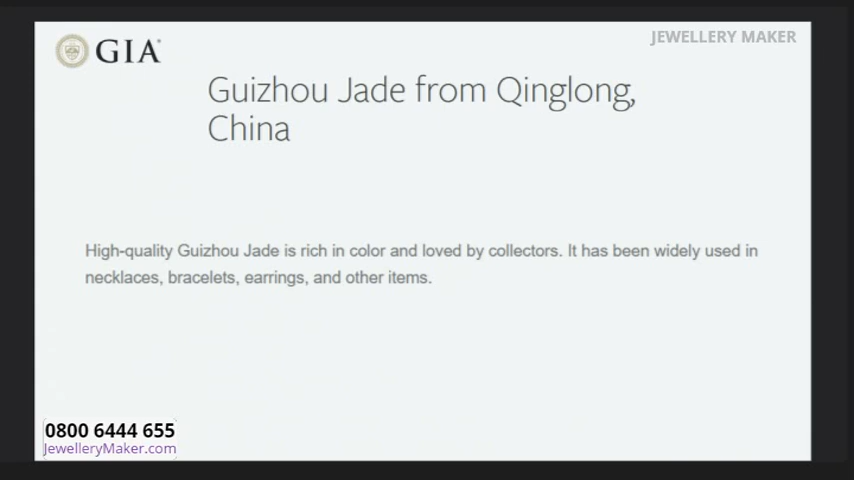 GIA
JEWELLERY MAKER
Guizhou Jade from Qinglong,
China
High-quality Guizhou Jade is rich in color and loved by collectors. It has been widely used in
necklaces, bracelets, earrings, and other items.
0800 6444 655
JewelleryMaker.com